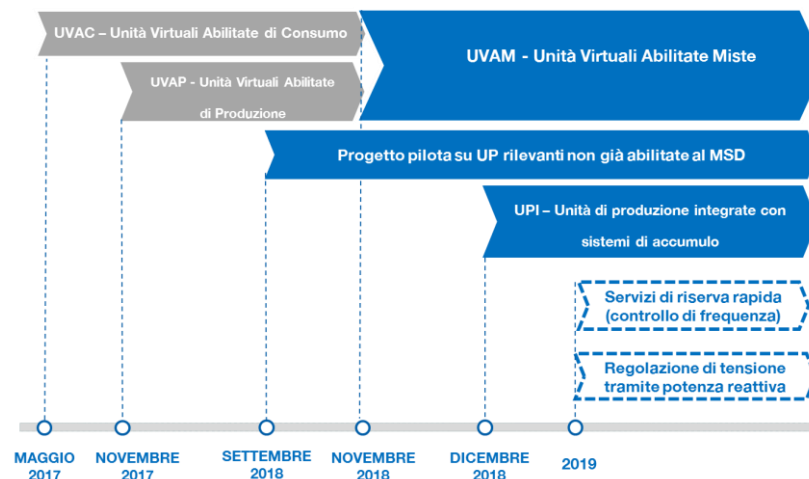 UVAC – Unità Virtuali Abilitate di Consumo
UVAP - Unità Virtuali Abilitate
di Produzione
UVAM - Unità Virtuali Abilitate Miste
Progetto pilota su UP rilevanti non già abilitate al MSD
UPI – Unità di produzione integrate con
sistemi di accumulo
Servizi di riserva rapida
(controllo di frequenza)
Regolazione di tensione
tramite potenza reattiva
MAGGIO
2017
NOVEMBRE
2017
SETTEMBRE
2018
NOVEMBRE
2018
DICEMBRE
2018
2019